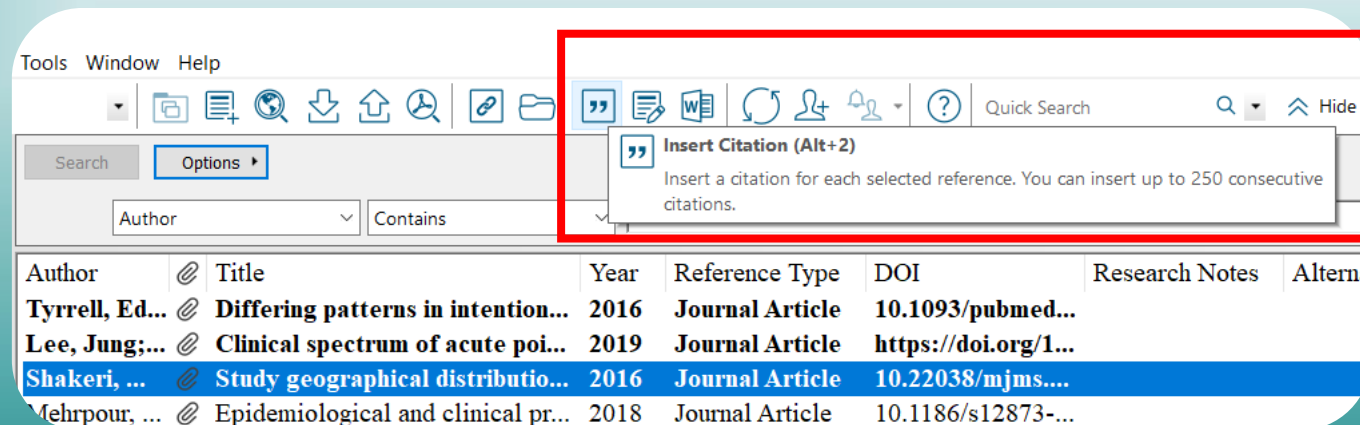 Tools Window Help
Quick Search Hide
Insert Citation (Alt+2)
Insert a citation for each selected reference. You can insert up to 250 consecutive
citations.
Search Options
Author Contains
Author Title Year Reference Type DOI Research Notes Altern
Tyrrell, Ed... Differing patterns in intention... 2016 Journal Article 10.1093/pubmed...
Lee, Jung;... Clinical spectrum of acute poi... 2019 Journal Article https://doi.org/1...
Shakeri, ... Study geographical distributio... 2016 Journal Article 10.22038/mjms....
Mehrpour, ... Epidemiological and clinical pr... 2018 Journal Article 10.1186/s12873-...